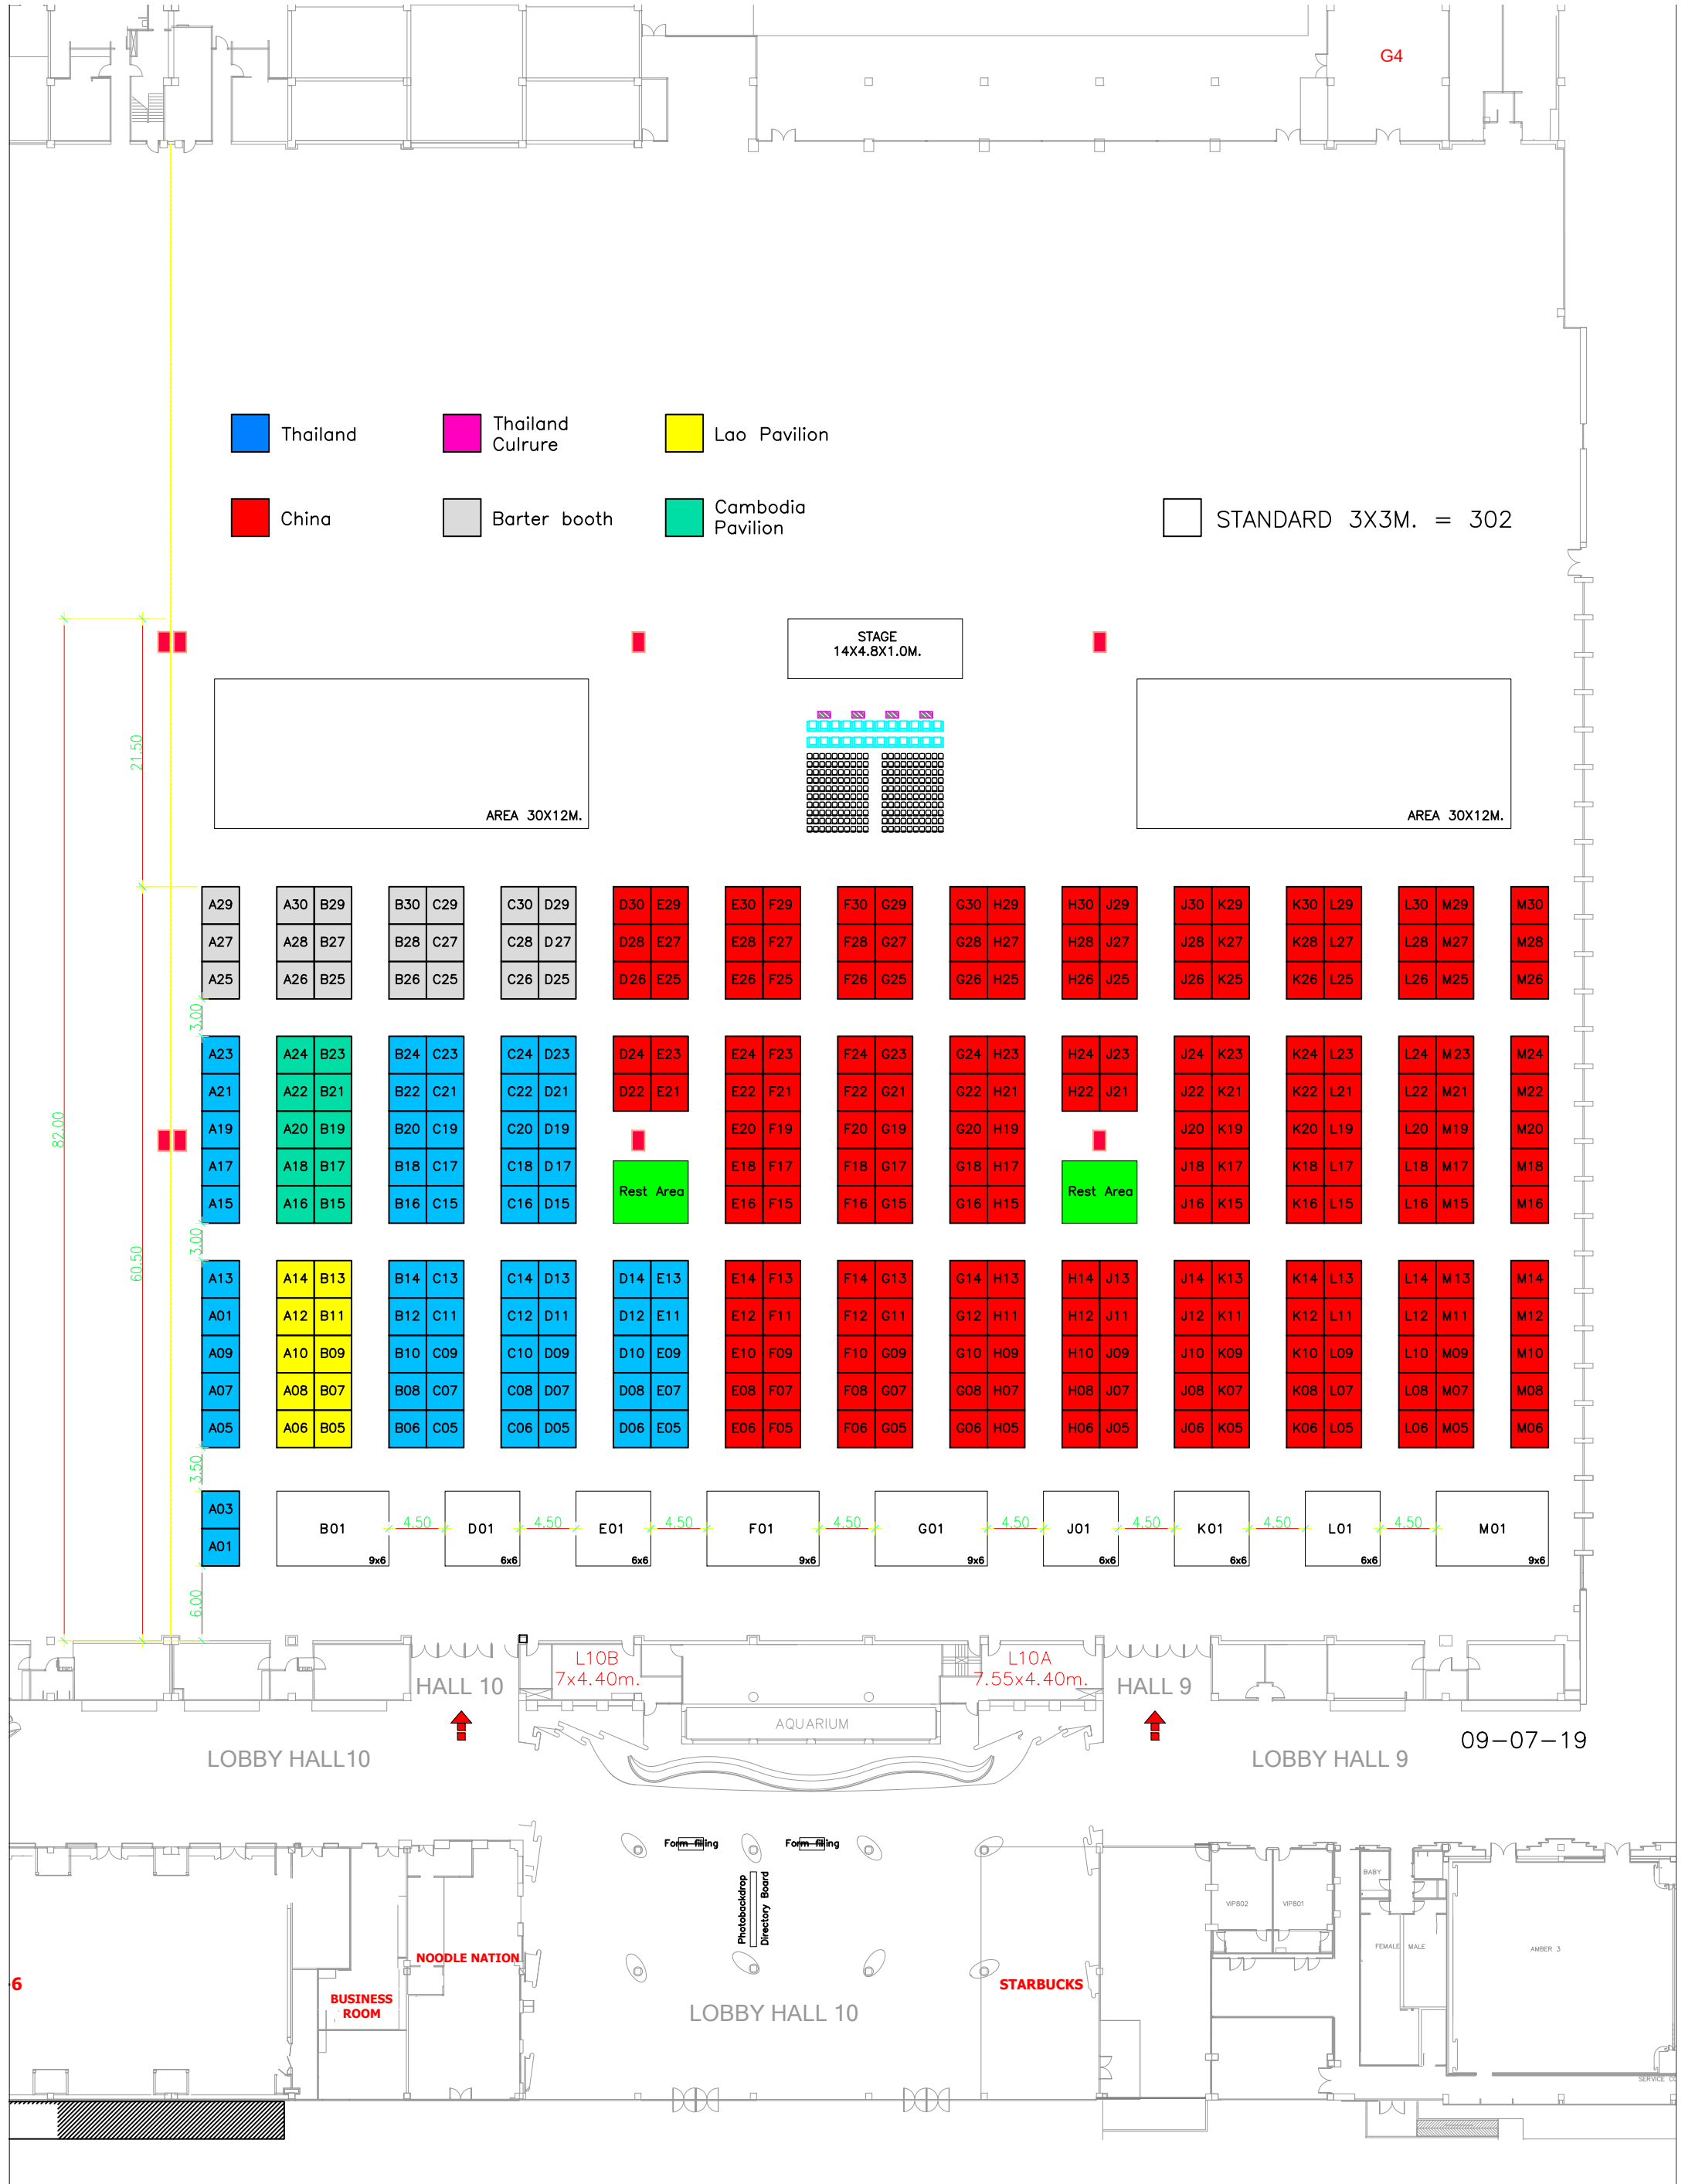 G4
Thailand
Thailand
Culrure
Lao Pavilion
China
Barter booth
Cambodia
Pavilion
STANDARD 3X3M. = 302
STAGE
14X4.8X1.0M.
AREA 30X12M.
AREA 30X12M.
21.50
82.00
60.50
A29 A30 B29 B30 C29 C30 D29 D30 E29 E30 F29 F30 G29 G30 H29 H30 J29 J30 K29 K30 L29 L30 M29 M30
A27 A28 B27 B28 C27 C28 D27 D28 E27 E28 F27 F28 G27 G28 H27 H28 J27 J28 K27 K28 L27 L28 M27 M28
A25 A26 B25 B26 C25 C26 D25 D26 E25 E26 F25 F26 G25 G26 H25 H26 J25 J26 K25 K26 L25 L26 M25 M26
3.00
A23 A24 B23 B24 C23 C24 D23 D24 E23 E24 F23 F24 G23 G24 H23 H24 J23 J24 K23 K24 L23 L24 M23 M24
A21 A22 B21 B22 C21 C22 D21 D22 E21 E22 F21 F22 G21 G22 H21 H22 J21 J22 K21 K22 L21 L22 M21 M22
A19 A20 B19 B20 C19 C20 D19 E20 F19 F20 G19 G20 H19 J20 K19 K20 L19 L20 M19 M20
A17 A18 B17 B18 C17 C18 D17 E18 F17 F18 G17 G18 H17 J18 K17 K18 L17 L18 M17 M18
Rest Area
Rest Area
A15 A16 B15 B16 C15 C16 D15 E16 F15 F16 G15 G16 H15 J16 K15 K16 L15 L16 M15 M16
3.00
A13 A14 B13 B14 C13 C14 D13 D14 E13 E14 F13 F14 G13 G14 H13 H14 J13 J14 K13 K14 L13 L14 M13 M14
A01 A12 B11 B12 C11 C12 D11 D12 E11 E12 F11 F12 G11 G12 H11 H12 J11 J12 K11 K12 L11 L12 M11 M12
A09 A10 B09 B10 C09 C10 D09 D10 E09 E10 F09 F10 G09 G10 H09 H10 J09 J10 K09 K10 L09 L10 M09 M10
A07 A08 B07 B08 C07 C08 D07 D08 E07 E08 F07 F08 G07 G08 H07 H08 J07 J08 K07 K08 L07 L08 M07 M08
A05 A06 B05 B06 C05 C06 D05 D06 E05 E06 F05 F06 G05 G06 H05 H06 J05 J06 K05 K06 L05 L06 M05 M06
3.50
A03
A01
B01 4.50 D01 4.50 E01 4.50 F01 4.50 G01 4.50 J01 4.50 K01 4.50 L01 4.50 M01
9x6 6x6 6x6 9x6 9x6 6x6 6x6 6x6 9x6
6.00
HALL 10
L10B
7x4.40m.
L10A
7.55x4.40m.
HALL 9
AQUARIUM
LOBBY HALL10
LOBBY HALL 9
09-07-19
Form filling
Form filling
Photobackdrop
Directory Board
BABY
VIP802
VIP801
FEMALE
MALE
AMBER 3
NOODLE NATION
STARBUCKS
-6
BUSINESS
ROOM
LOBBY HALL 10
SERVICE